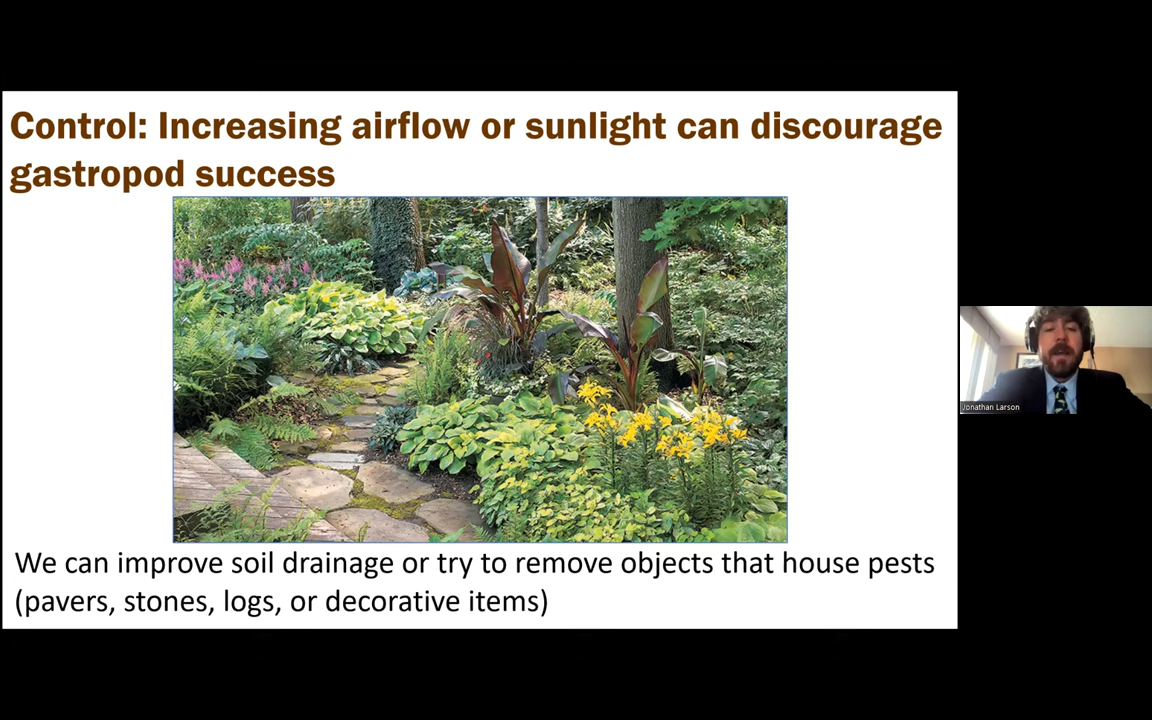 Control: Increasing airflow or sunlight can discourage
gastropod success
We can improve soil drainage or try to remove objects that house pests
(pavers, stones, logs, or decorative items)
Jonathan Larson